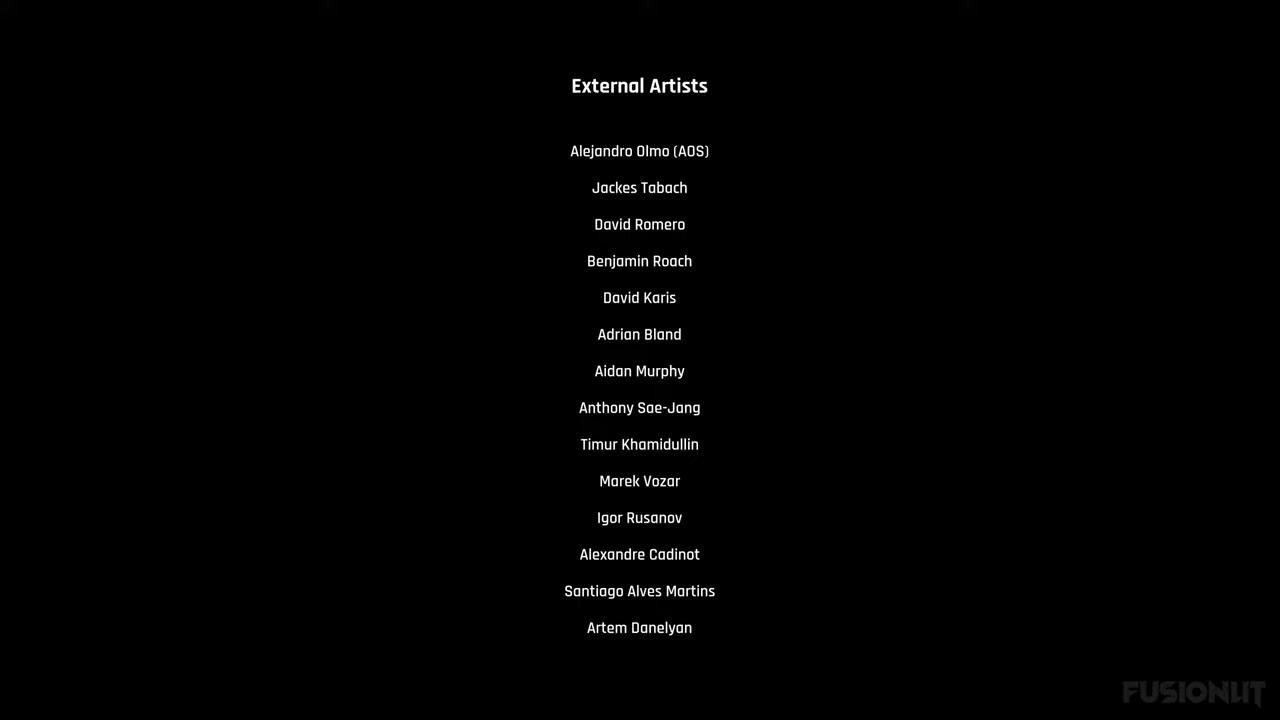 External Artists
Alejandro Olmo (AOS)
Jackes Tabach
David Romero
Benjamin Roach
David Karis
Adrian Bland
Aidan Murphy
Anthony Sae-Jang
Timur Khamidullin
Marek Vozar
Igor Rusanov
Alexandre Cadinot
Santiago Alves Martins
Artem Danelyan
FUSIONLIT